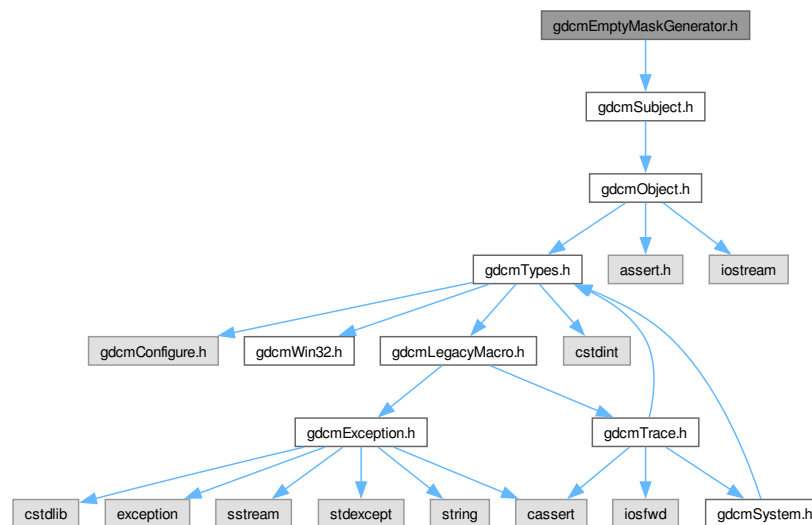 gdcmEmptyMaskGenerator.h
gdcmSubject.h
gdcmObject.h
gdcmTypes.h
assert.h
iostream
gdcmConfigure.h
gdcmWin32.h
gdcmLegacyMacro.h
cstdint
gdcmException.h
gdcmTrace.h
cstdlib
exception
sstream
stdexcept
string
cassert
iosfwd
gdcmSystem.h